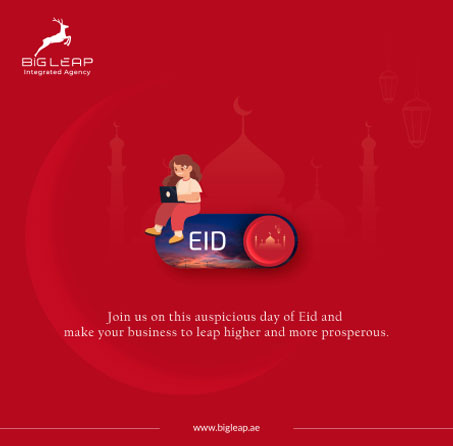 BIG LEAP
Integrated Agency
EID
Join us on this auspicious day of Eid and
make your business to leap higher and more prosperous.
www.bigleap.ae